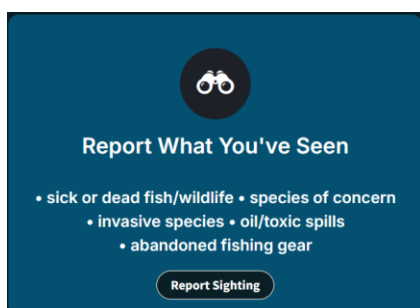 Report What You've Seen
• sick or dead fish/wildlife • species of concern
• invasive species • oil/toxic spills
• abandoned fishing gear
Report Sighting